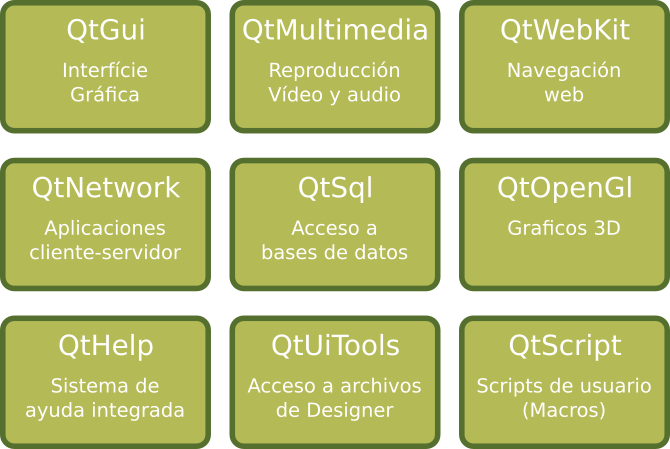 QtGui
Interfície
Gráfica
QtMultimedia
Reproducción
Vídeo y audio
QtWebKit
Navegación
web
QtNetwork
Aplicaciones
cliente-servidor
QtSql
Acceso a
bases de datos
QtOpenGl
Graficos 3D
QtHelp
Sistema de
ayuda integrada
QtUiTools
Acceso a archivos
de Designer
QtScript
Scripts de usuario
(Macros)